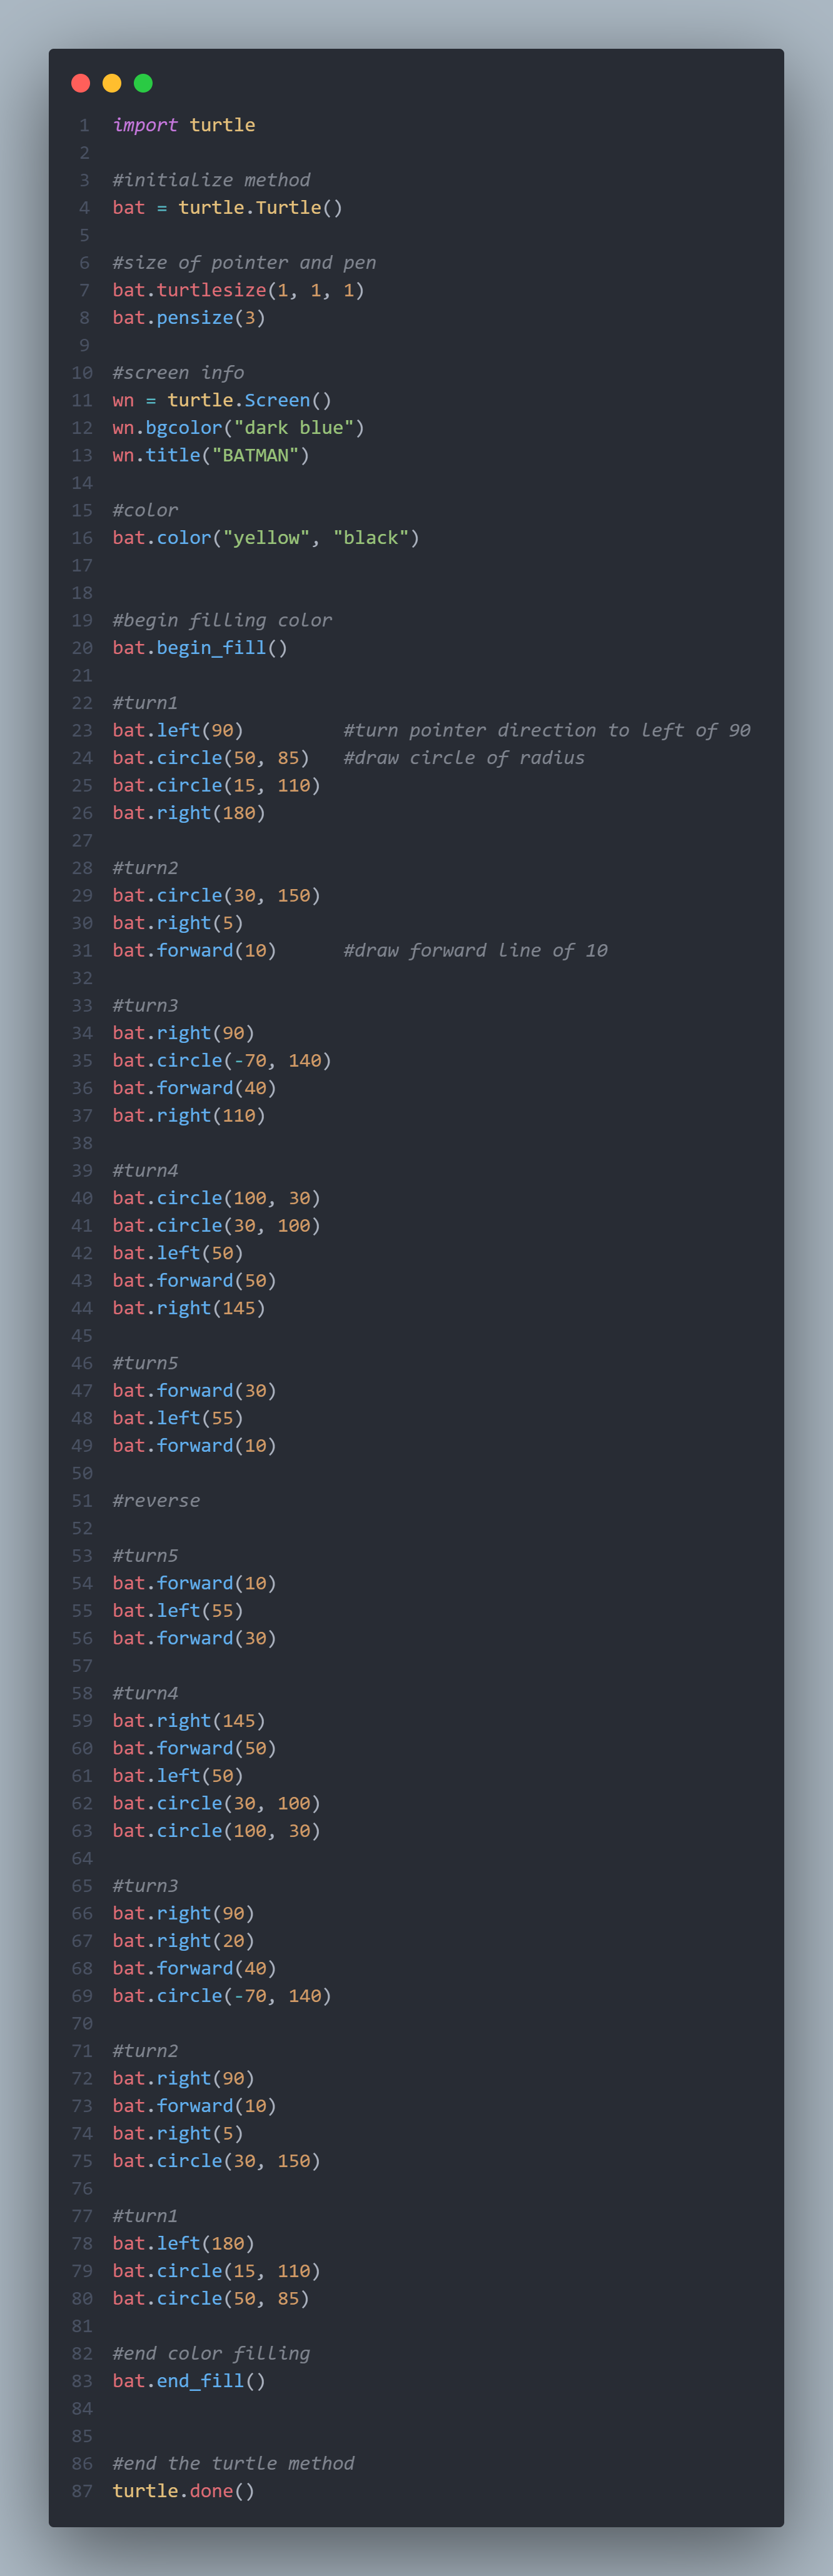 1 import turtle
2
3 #initialize method
4 bat = turtle.Turtle()
5
6 #size of pointer and pen
7 bat.turtlesize(1, 1, 1)
8 bat.pensize(3)
9
10 #screen info
11 wn = turtle.Screen()
12 wn.bgcolor("dark blue")
13 wn.title("BATMAN")
14
15 #color
16 bat.color("yellow", "black")
17
18
19 #begin filling color
20 bat.begin_fill()
21
22 #turn1
23 bat.left(90)         #turn pointer direction to left of 90
24 bat.circle(50, 85)   #draw circle of radius
25 bat.circle(15, 110)
26 bat.right(180)
27
28 #turn2
29 bat.circle(30, 150)
30 bat.right(5)
31 bat.forward(10)      #draw forward line of 10
32
33 #turn3
34 bat.right(90)
35 bat.circle(-70, 140)
36 bat.forward(40)
37 bat.right(110)
38
39 #turn4
40 bat.circle(100, 30)
41 bat.circle(30, 100)
42 bat.left(50)
43 bat.forward(50)
44 bat.right(145)
45
46 #turn5
47 bat.forward(30)
48 bat.left(55)
49 bat.forward(10)
50
51 #reverse
52
53 #turn5
54 bat.forward(10)
55 bat.left(55)
56 bat.forward(30)
57
58 #turn4
59 bat.right(145)
60 bat.forward(50)
61 bat.left(50)
62 bat.circle(30, 100)
63 bat.circle(100, 30)
64
65 #turn3
66 bat.right(90)
67 bat.right(20)
68 bat.forward(40)
69 bat.circle(-70, 140)
70
71 #turn2
72 bat.right(90)
73 bat.forward(10)
74 bat.right(5)
75 bat.circle(30, 150)
76
77 #turn1
78 bat.left(180)
79 bat.circle(15, 110)
80 bat.circle(50, 85)
81
82 #end color filling
83 bat.end_fill()
84
85
86 #end the turtle method
87 turtle.done()